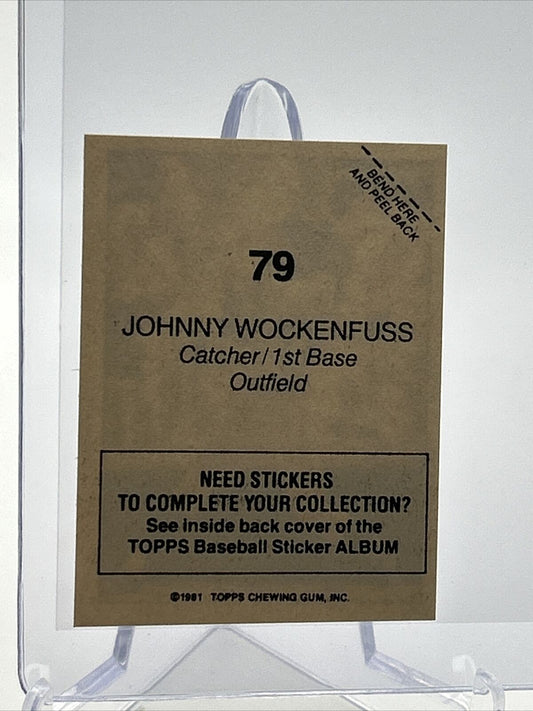 BEND HERE
AND PEEL BACK
79
JOHNNY WOCKENFUSS
Catcher/1st Base
Outfield
NEED STICKERS
TO COMPLETE YOUR COLLECTION?
See inside back cover of the
TOPPS Baseball Sticker ALBUM
©1981 TOPPS CHEWING GUM, INC.